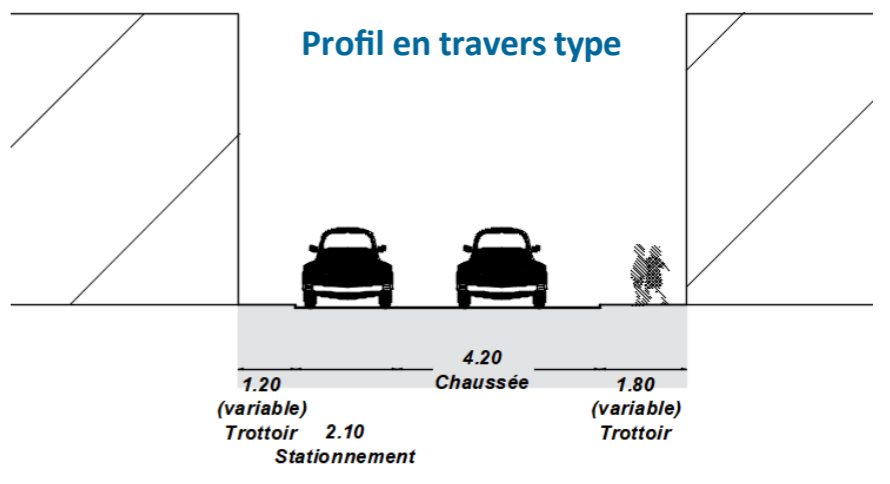 Profil en travers type
4.20
Chaussée
1.20
(variable)
Trottoir
2.10
Stationnement
1.80
(variable)
Trottoir